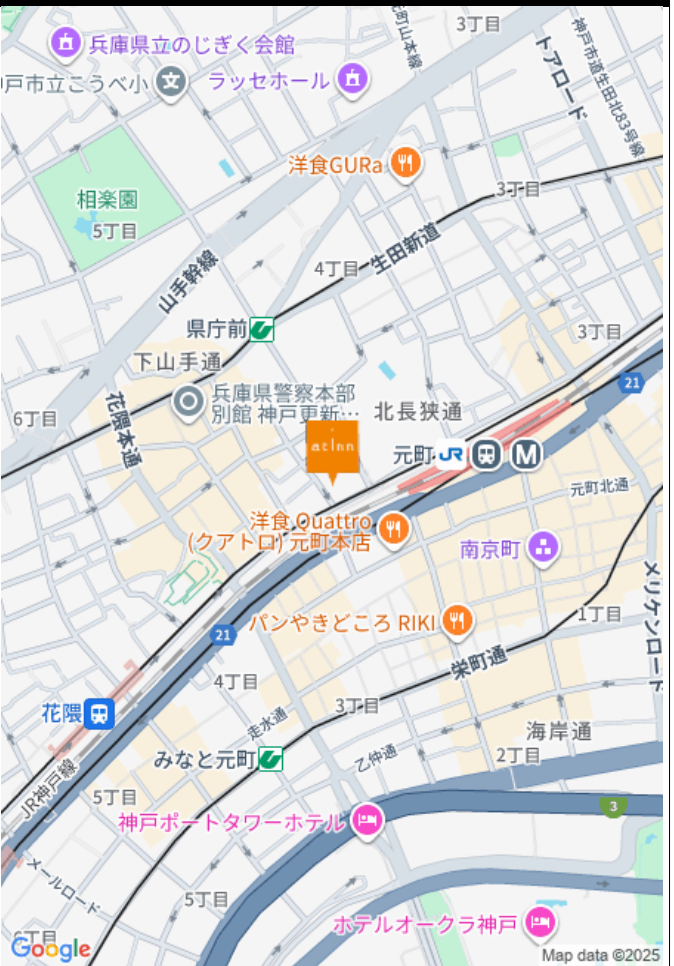 3丁目
兵庫県立のじぎく会館
戸市立こうべ小
ラッセホール
トアロード
神戸市道生田北83号線
洋食GURa
3丁目
相楽園
5丁目
生田新道
4丁目
山手幹線
県庁前
3丁目
下山手通
21
兵庫県警察本部
別館 神戸更新…
北長狭通
花隈本通
6丁目
atInn
元町 JR M
元町北通
洋食 Quattro
(クアトロ) 元町本店
南京町
メリケンロード
パンやきどころ RIKI
1丁目
21
栄町通
4丁目
花隈
3丁目
走水通
海岸通
みなと元町
乙仲通
2丁目
JR神戸線
5丁目
3
神戸ポートタワーホテル
メールロード
5丁目
ホテルオークラ神戸
6丁目
Google
Map data ©2025